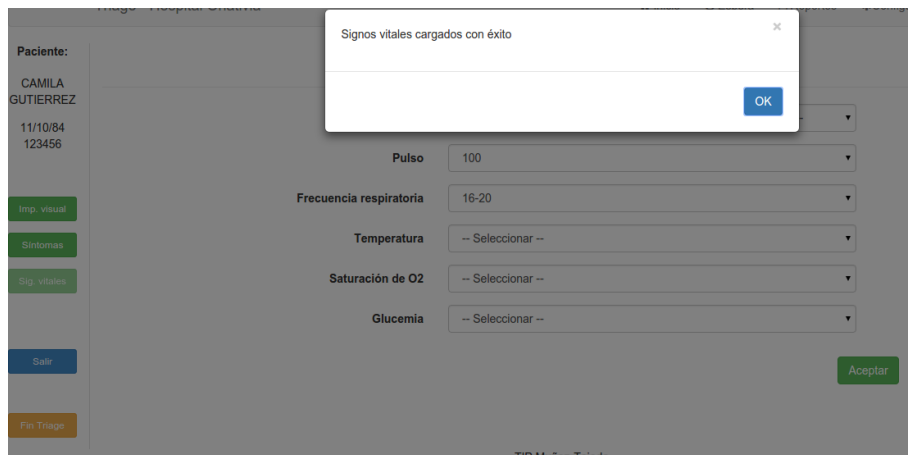 Signos vitales cargados con éxito
×
OK
Paciente:
CAMILA
GUTIERREZ
11/10/84
123456
Imp. visual
Síntomas
Sig. vitales
Salir
Fin Triage
Pulso 100
Frecuencia respiratoria 16-20
Temperatura -- Seleccionar --
Saturación de O2 -- Seleccionar --
Glucemia -- Seleccionar --
Aceptar